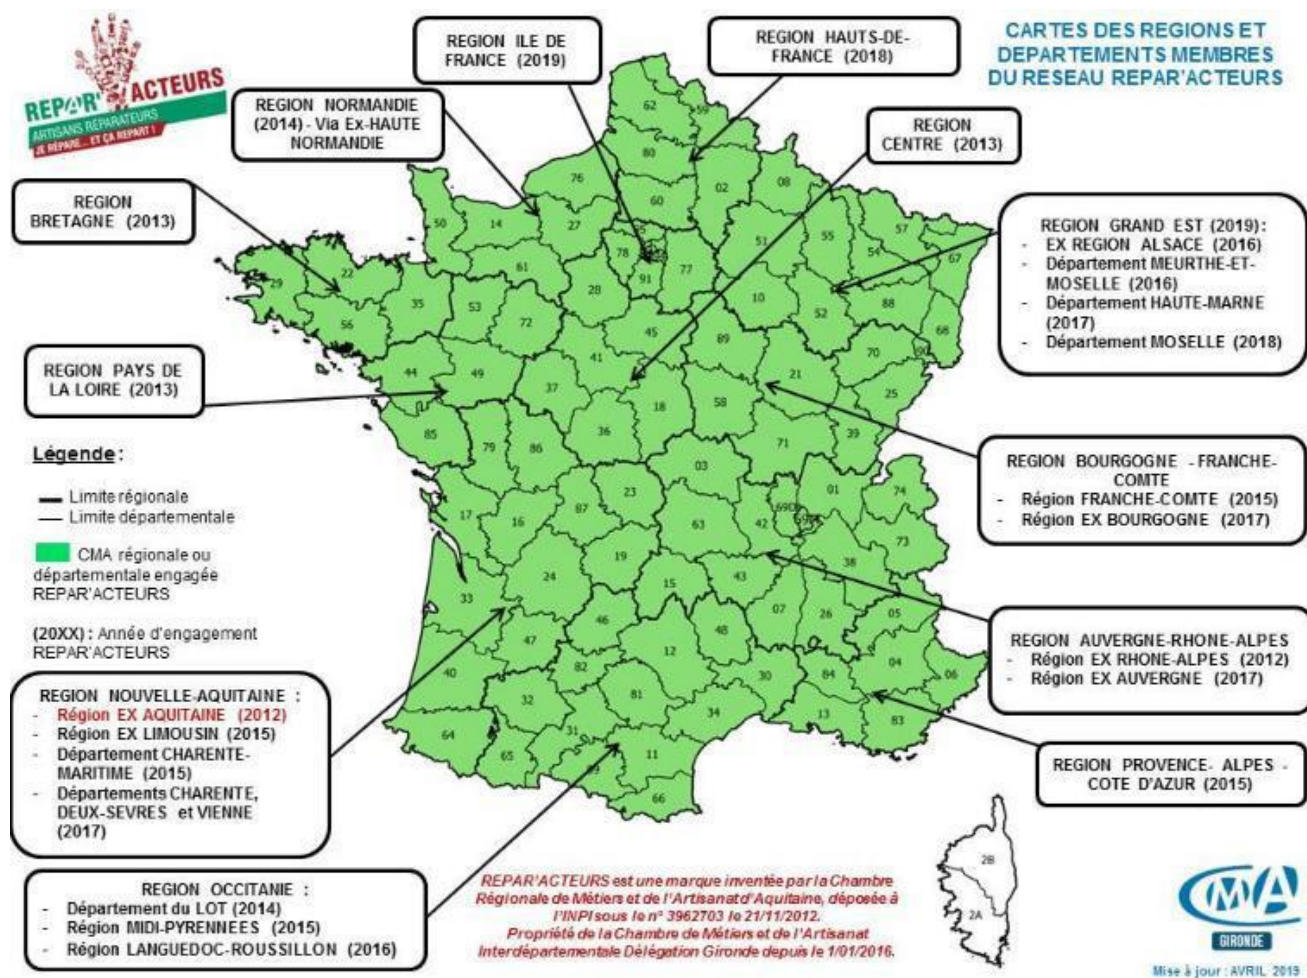 REPAR'ACTEURS
ARTISANS RÉPARATEURS
JE RÉPARE... ET ÇA REPART !
REGION ILE DE
FRANCE (2019)
REGION HAUTS-DE-
FRANCE (2018)
CARTES DES REGIONS ET
DEPARTEMENTS MEMBRES
DU RESEAU REPAR'ACTEURS
REGION NORMANDIE
(2014) - Via Ex-HAUTE
NORMANDIE
REGION
CENTRE (2013)
REGION
BRETAGNE (2013)
REGION GRAND EST (2019) :
- EX REGION ALSACE (2016)
- Département MEURTHE-ET-
MOSELLE (2016)
- Département HAUTE-MARNE
(2017)
- Département MOSELLE (2018)
REGION PAYS DE
LA LOIRE (2013)
Légende :
Limite régionale
Limite départementale
CMA régionale ou
départementale engagée
REPAR'ACTEURS
(20XX) : Année d'engagement
REPAR'ACTEURS
REGION BOURGOGNE - FRANCHE-
COMTE
- Région FRANCHE-COMTE (2015)
- Région EX BOURGOGNE (2017)
REGION AUVERGNE-RHONE-ALPES
- Région EX RHONE-ALPES (2012)
- Région EX AUVERGNE (2017)
REGION NOUVELLE-AQUITAINE :
- Région EX AQUITAINE (2012)
- Région EX LIMOUSIN (2015)
- Département CHARENTE-
MARITIME (2015)
- Départements CHARENTE,
DEUX-SEVRES et VIENNE
(2017)
REGION PROVENCE- ALPES -
COTE D'AZUR (2015)
REGION OCCITANIE :
- Département du LOT (2014)
- Région MIDI-PYRENNEES (2015)
- Région LANGUEDOC-ROUSSILLON (2016)
REPAR'ACTEURS est une marque inventée par la Chambre
Régionale de Métiers et de l'Artisanat d'Aquitaine, déposée à
l'INPI sous le n° 3962703 le 21/11/2012.
Propriété de la Chambre de Métiers et de l'Artisanat
Interdépartementale Délégation Gironde depuis le 1/01/2016.
CMA
GIRONDE
Mise à jour : AVRIL 2019
62
59
80
76
02
08
60
50
14
27
78
77
91
51
55
57
54
67
61
22
29
35
56
53
72
28
10
52
88
68
45
89
70
90
41
21
25
44
49
37
18
58
39
71
36
85
79
86
03
01
74
23
87
17
16
63
42
69D
73
19
38
24
15
43
33
07
26
05
46
48
47
12
40
82
30
84
04
06
32
81
34
13
83
31
64
65
11
66
2B
2A